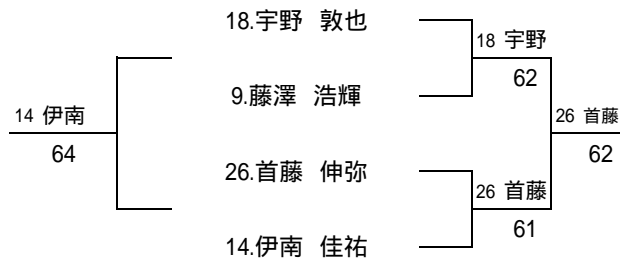 18.宇野 敦也
18 宇野
62
9.藤澤 浩輝
14 伊南
64
26 首藤
62
26.首藤 伸弥
26 首藤
61
14.伊南 佳祐